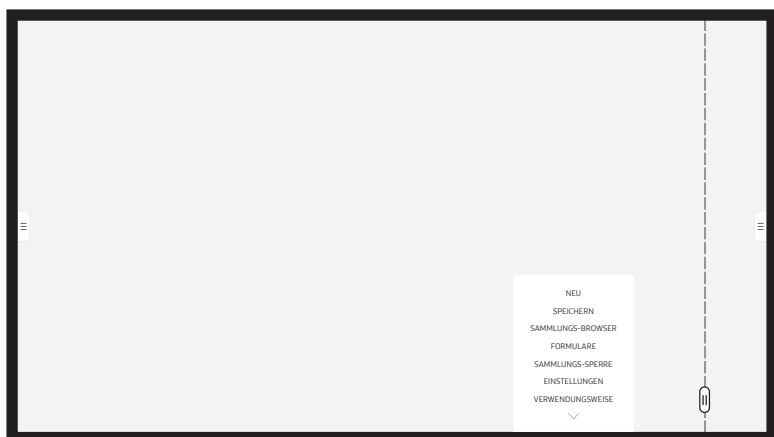 NEU
SPEICHERN
SAMMLUNGS-BROWSER
FORMULARE
SAMMLUNGS-SPERRE
EINSTELLUNGEN
VERWENDUNGSWEISE